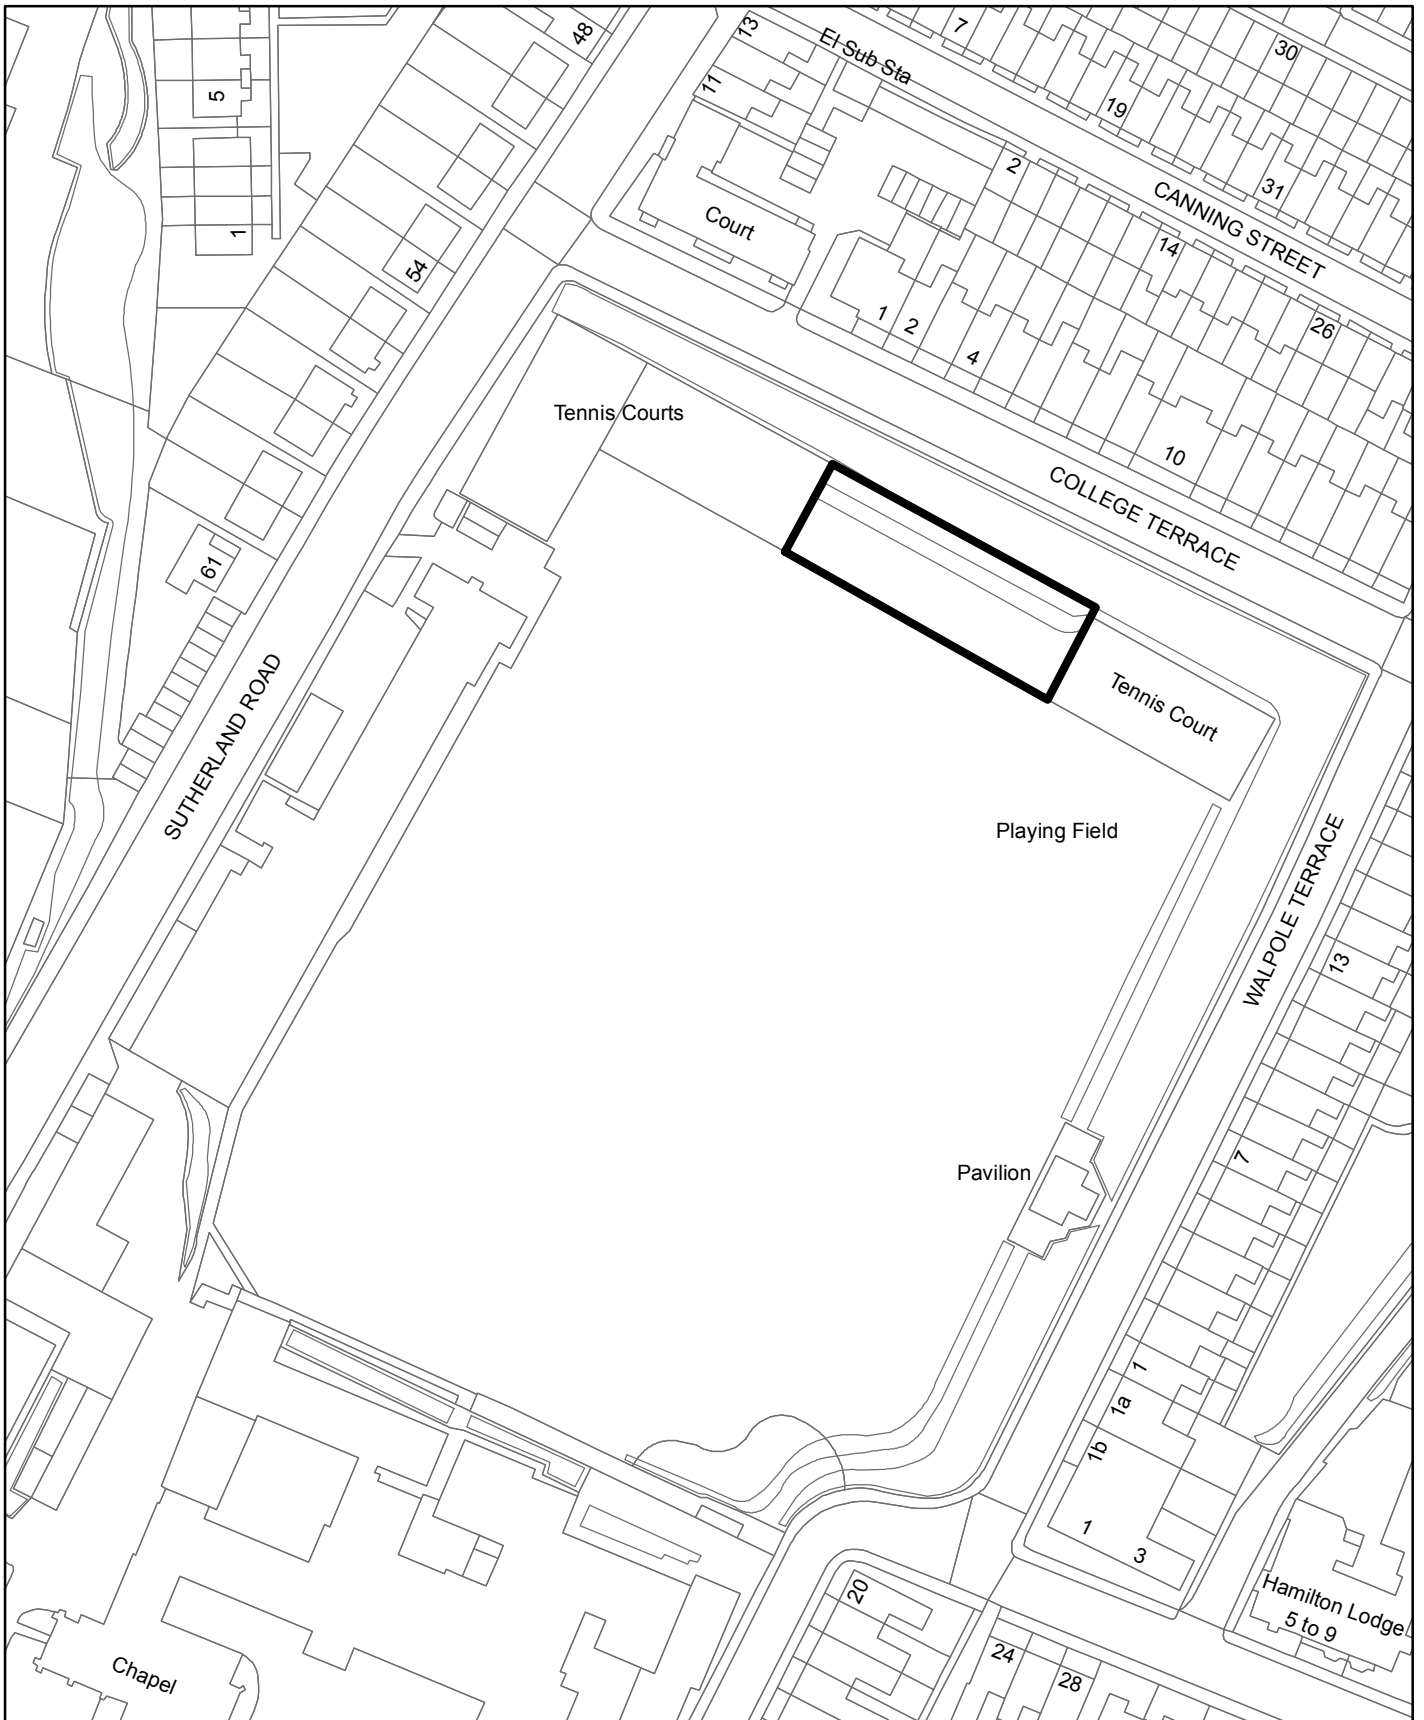 48
13
El Sub Sta
7
30
5
11
19
2
31
CANNING STREET
Court
1
54
14
1
2
4
26
Tennis Courts
10
COLLEGE TERRACE
61
SUTHERLAND ROAD
Tennis Court
Playing Field
WALPOLE TERRACE
13
7
Pavilion
1
1a
1b
1
3
20
Hamilton Lodge
5 to 9
24
28
Chapel